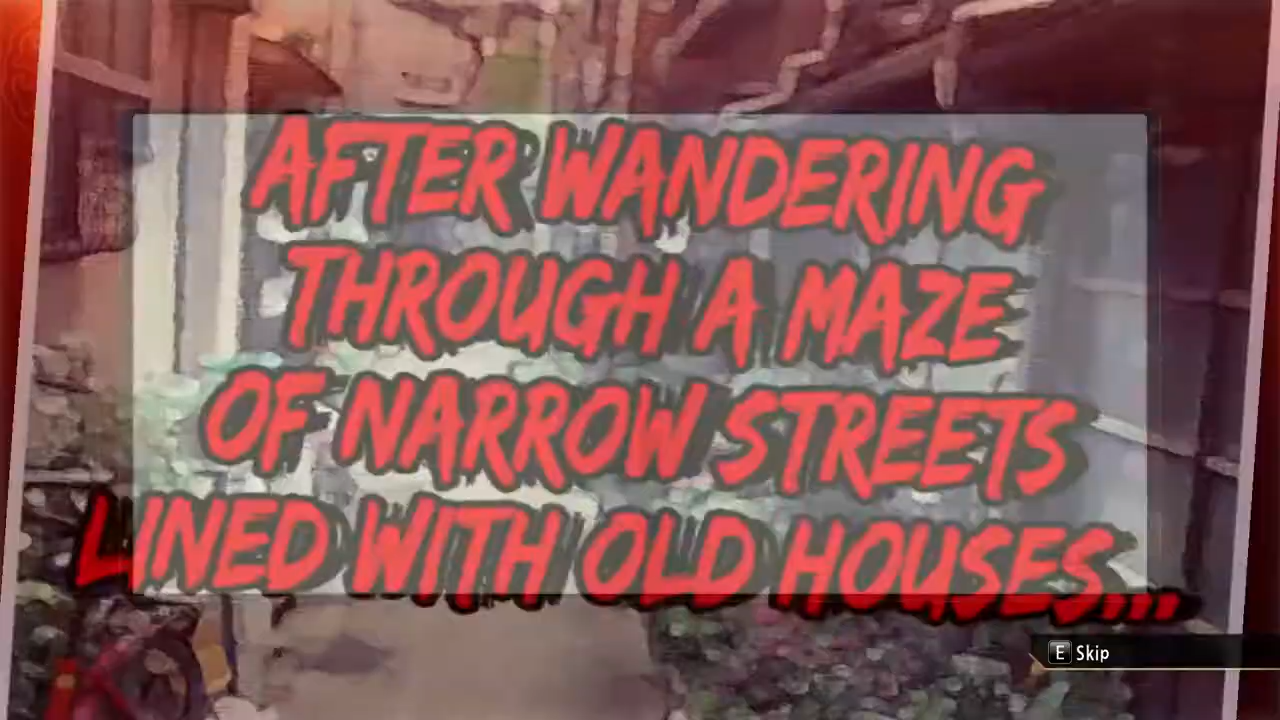 AFTER WANDERING
THROUGH A MAZE
OF NARROW STREETS
LINED WITH OLD HOUSES...
E Skip